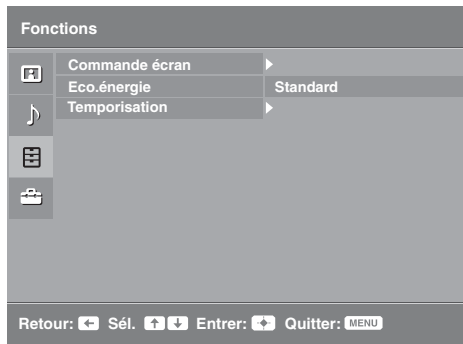 Fonctions
Commande écran
Eco.énergie Standard
Temporisation
Retour: Sél. Entrer: Quitter: MENU